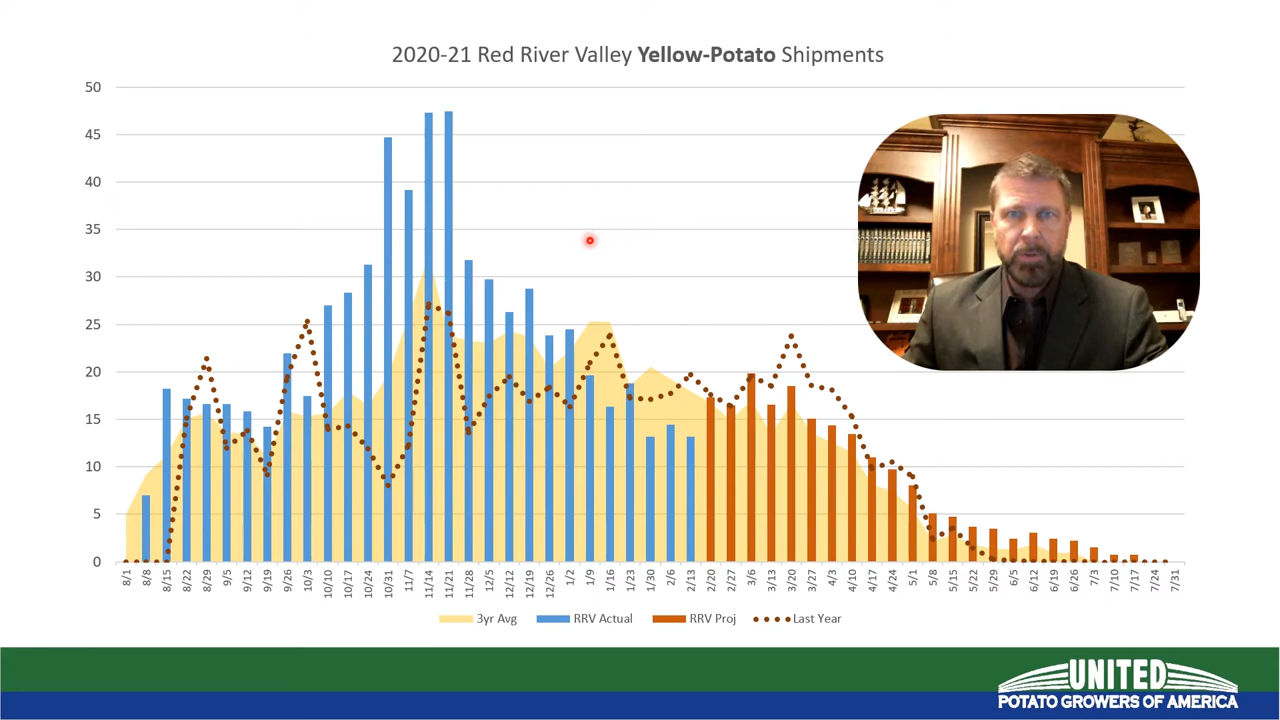 2020-21 Red River Valley Yellow-Potato Shipments
50
45
40
35
30
25
20
15
10
5
0
8/1 8/8 8/15 8/22 8/29 9/5 9/12 9/19 9/26 10/3 10/10 10/17 10/24 10/31 11/7 11/14 11/21 11/28 12/5 12/12 12/19 12/26 1/2 1/9 1/16 1/23 1/30 2/6 2/13 2/20 2/27 3/6 3/13 3/20 3/27 4/3 4/10 4/17 4/24 5/1 5/8 5/15 5/22 5/29 6/5 6/12 6/19 6/26 7/3 7/10 7/17 7/24 7/31
3yr Avg RRV Actual RRV Proj Last Year
UNITED
POTATO GROWERS OF AMERICA